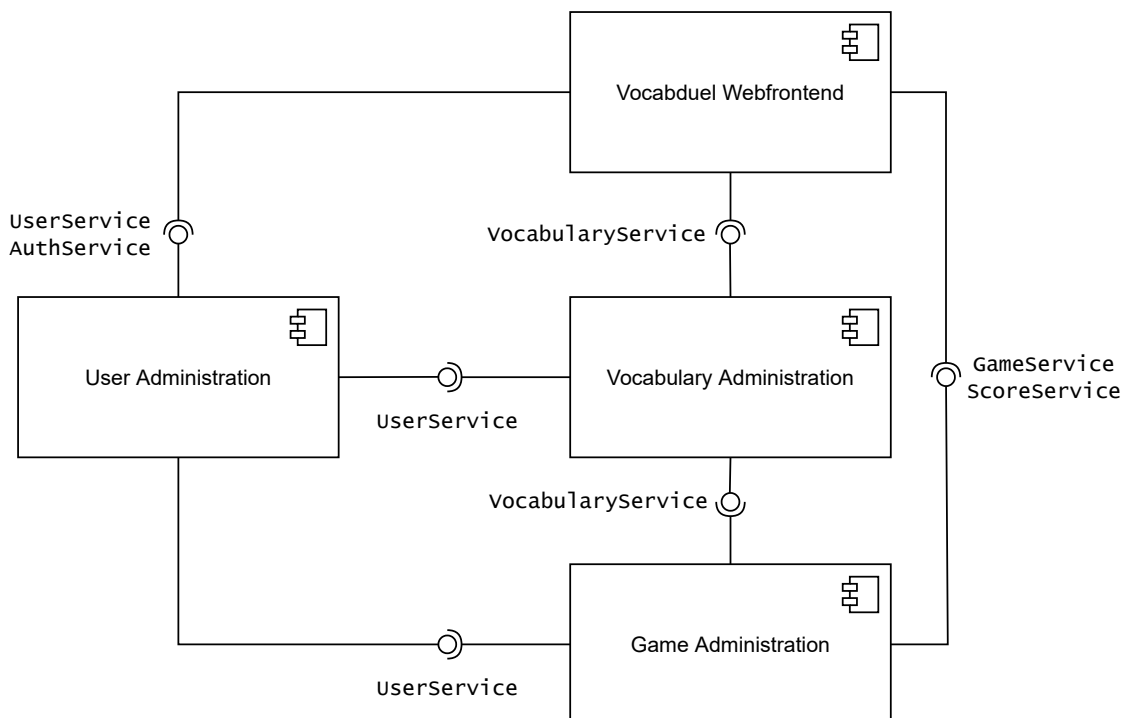 Vocabduel Webfrontend
UserService
AuthService
VocabularyService
User Administration
Vocabulary Administration
GameService
ScoreService
UserService
VocabularyService
Game Administration
UserService